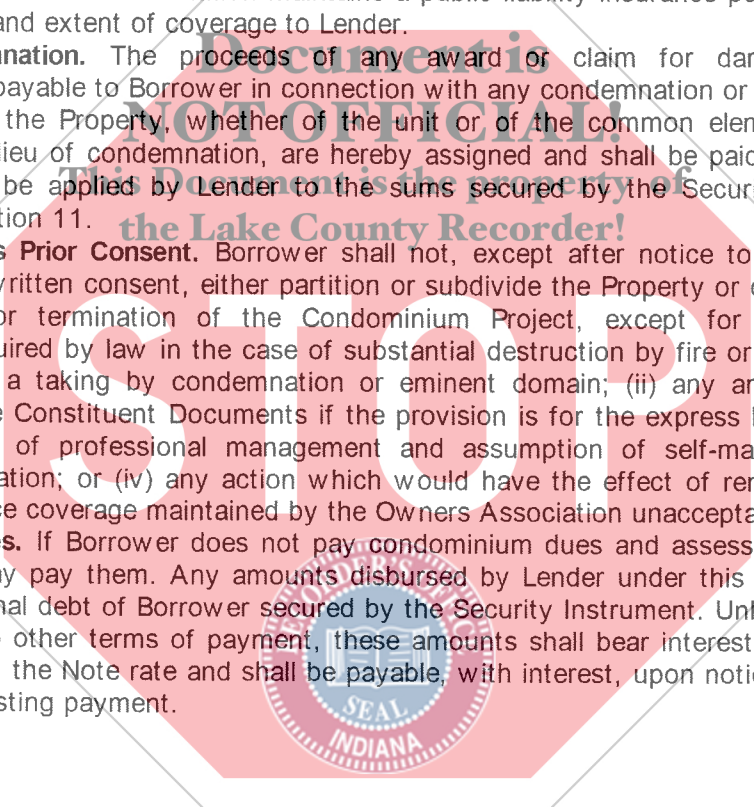 and extent of coverage to Lender.
nation. The proceeds of any award or claim for dam
payable to Borrower in connection with any condemnation or
the Property, whether of the unit or of the common elem
lieu of condemnation, are hereby assigned and shall be paid
be applied by Lender to the sums secured by the Secur
tion 11.
s Prior Consent. Borrower shall not, except after notice to
written consent, either partition or subdivide the Property or
or termination of the Condominium Project, except for
uired by law in the case of substantial destruction by fire or
a taking by condemnation or eminent domain; (ii) any am
e Constituent Documents if the provision is for the express
of professional management and assumption of self-ma
ation; or (iv) any action which would have the effect of ren
ce coverage maintained by the Owners Association unaccepta
s. If Borrower does not pay condominium dues and assess
ay pay them. Any amounts disbursed by Lender under this
nal debt of Borrower secured by the Security Instrument. Unl
other terms of payment, these amounts shall bear interest
the Note rate and shall be payable, with interest, upon notic
sting payment.
Document is
NOT OFFICIAL!
This Document is the property of
the Lake County Recorder!
STOP
RECORDER'S OFFICE
SEAL
INDIANA